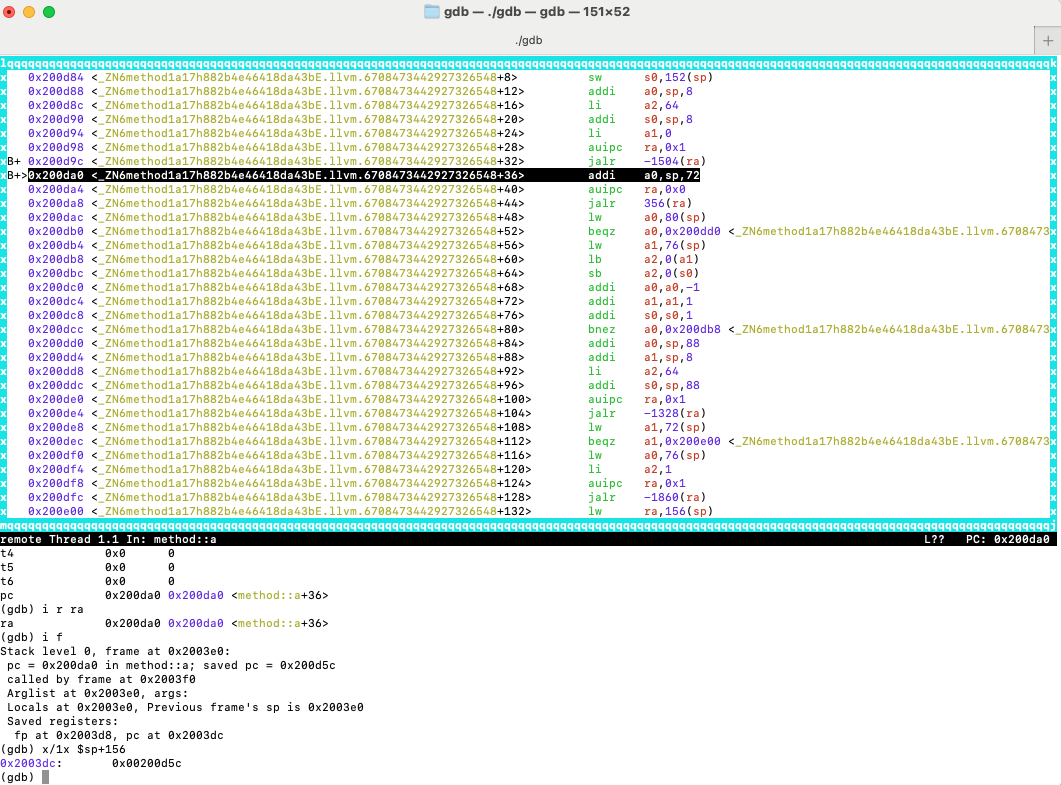 gdb — ./gdb — gdb — 151×52
./gdb
+
lqqqqqqqqqqqqqqqqqqqqqqqqqqqqqqqqqqqqqqqqqqqqqqqqqqqqqqqqqqqqqqqqqqqqqqqqqqqqqqqqqqqqqqqqqqqqqqqqqqqqqqqqqqqqqqqqqqqqqqqqqqqqqqqqqqqqqqqqqqqqqqqqqqqqqk
x   0x200d84 <_ZN6method1a17h882b4e46418da43bE.llvm.6708473442927326548+8>          sw      s0,152(sp) x
x   0x200d88 <_ZN6method1a17h882b4e46418da43bE.llvm.6708473442927326548+12>         addi    a0,sp,8 x
x   0x200d8c <_ZN6method1a17h882b4e46418da43bE.llvm.6708473442927326548+16>         li      a2,64 x
x   0x200d90 <_ZN6method1a17h882b4e46418da43bE.llvm.6708473442927326548+20>         addi    s0,sp,8 x
x   0x200d94 <_ZN6method1a17h882b4e46418da43bE.llvm.6708473442927326548+24>         li      a1,0 x
x   0x200d98 <_ZN6method1a17h882b4e46418da43bE.llvm.6708473442927326548+28>         auipc   ra,0x1 x
xB+ 0x200d9c <_ZN6method1a17h882b4e46418da43bE.llvm.6708473442927326548+32>         jalr    -1504(ra) x
xB+>0x200da0 <_ZN6method1a17h882b4e46418da43bE.llvm.6708473442927326548+36>         addi    a0,sp,72 x
x   0x200da4 <_ZN6method1a17h882b4e46418da43bE.llvm.6708473442927326548+40>         auipc   ra,0x0 x
x   0x200da8 <_ZN6method1a17h882b4e46418da43bE.llvm.6708473442927326548+44>         jalr    356(ra) x
x   0x200dac <_ZN6method1a17h882b4e46418da43bE.llvm.6708473442927326548+48>         lw      a0,80(sp) x
x   0x200db0 <_ZN6method1a17h882b4e46418da43bE.llvm.6708473442927326548+52>         beqz    a0,0x200dd0 <_ZN6method1a17h882b4e46418da43bE.llvm.6708473x
x   0x200db4 <_ZN6method1a17h882b4e46418da43bE.llvm.6708473442927326548+56>         lw      a1,76(sp) x
x   0x200db8 <_ZN6method1a17h882b4e46418da43bE.llvm.6708473442927326548+60>         lb      a2,0(a1) x
x   0x200dbc <_ZN6method1a17h882b4e46418da43bE.llvm.6708473442927326548+64>         sb      a2,0(s0) x
x   0x200dc0 <_ZN6method1a17h882b4e46418da43bE.llvm.6708473442927326548+68>         addi    a0,a0,-1 x
x   0x200dc4 <_ZN6method1a17h882b4e46418da43bE.llvm.6708473442927326548+72>         addi    a1,a1,1 x
x   0x200dc8 <_ZN6method1a17h882b4e46418da43bE.llvm.6708473442927326548+76>         addi    s0,s0,1 x
x   0x200dcc <_ZN6method1a17h882b4e46418da43bE.llvm.6708473442927326548+80>         bnez    a0,0x200db8 <_ZN6method1a17h882b4e46418da43bE.llvm.6708473x
x   0x200dd0 <_ZN6method1a17h882b4e46418da43bE.llvm.6708473442927326548+84>         addi    a0,sp,88 x
x   0x200dd4 <_ZN6method1a17h882b4e46418da43bE.llvm.6708473442927326548+88>         addi    a1,sp,8 x
x   0x200dd8 <_ZN6method1a17h882b4e46418da43bE.llvm.6708473442927326548+92>         li      a2,64 x
x   0x200ddc <_ZN6method1a17h882b4e46418da43bE.llvm.6708473442927326548+96>         addi    s0,sp,88 x
x   0x200de0 <_ZN6method1a17h882b4e46418da43bE.llvm.6708473442927326548+100>        auipc   ra,0x1 x
x   0x200de4 <_ZN6method1a17h882b4e46418da43bE.llvm.6708473442927326548+104>        jalr    -1328(ra) x
x   0x200de8 <_ZN6method1a17h882b4e46418da43bE.llvm.6708473442927326548+108>        lw      a1,72(sp) x
x   0x200dec <_ZN6method1a17h882b4e46418da43bE.llvm.6708473442927326548+112>        beqz    a1,0x200e00 <_ZN6method1a17h882b4e46418da43bE.llvm.6708473x
x   0x200df0 <_ZN6method1a17h882b4e46418da43bE.llvm.6708473442927326548+116>        lw      a0,76(sp) x
x   0x200df4 <_ZN6method1a17h882b4e46418da43bE.llvm.6708473442927326548+120>        li      a2,1 x
x   0x200df8 <_ZN6method1a17h882b4e46418da43bE.llvm.6708473442927326548+124>        auipc   ra,0x1 x
x   0x200dfc <_ZN6method1a17h882b4e46418da43bE.llvm.6708473442927326548+128>        jalr    -1860(ra) x
x   0x200e00 <_ZN6method1a17h882b4e46418da43bE.llvm.6708473442927326548+132>        lw      ra,156(sp) x
mqqqqqqqqqqqqqqqqqqqqqqqqqqqqqqqqqqqqqqqqqqqqqqqqqqqqqqqqqqqqqqqqqqqqqqqqqqqqqqqqqqqqqqqqqqqqqqqqqqqqqqqqqqqqqqqqqqqqqqqqqqqqqqqqqqqqqqqqqqqqqqqqqqqqqj
remote Thread 1.1 In: method::a   L??   PC: 0x200da0
t4             0x0      0
t5             0x0      0
t6             0x0      0
pc             0x200da0 0x200da0 <method::a+36>
(gdb) i r ra
ra             0x200da0 0x200da0 <method::a+36>
(gdb) i f
Stack level 0, frame at 0x2003e0:
 pc = 0x200da0 in method::a; saved pc = 0x200d5c
 called by frame at 0x2003f0
 Arglist at 0x2003e0, args:
 Locals at 0x2003e0, Previous frame's sp is 0x2003e0
 Saved registers:
  fp at 0x2003d8, pc at 0x2003dc
(gdb) x/1x $sp+156
0x2003dc:       0x00200d5c
(gdb)